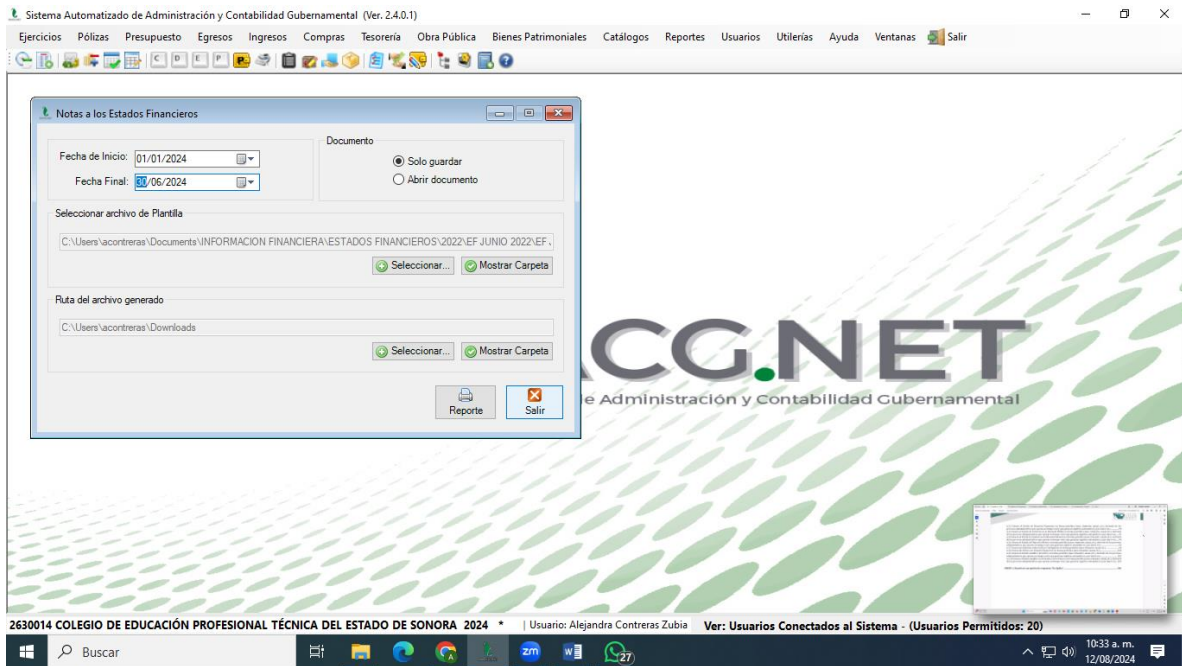 Sistema Automatizado de Administración y Contabilidad Gubernamental (Ver. 2.4.0.1)
Ejercicios Pólizas Presupuesto Egresos Ingresos Compras Tesorería Obra Pública Bienes Patrimoniales Catálogos Reportes Usuarios Utilerías Ayuda Ventanas Salir
C D E P P
Notas a los Estados Financieros
Documento
Fecha de Inicio: 01/01/2024
Solo guardar
Fecha Final: 30/06/2024
Abrir documento
Seleccionar archivo de Plantilla
C:\Users\acontreras\Documents\INFORMACION FINANCIERA\ESTADOS FINANCIEROS\2022\EF JUNIO 2022\EF
Seleccionar... Mostrar Carpeta
Ruta del archivo generado
C:\Users\acontreras\Downloads
Seleccionar... Mostrar Carpeta
Reporte Salir
CG.NET
e Administración y Contabilidad Gubernamental
2630014 COLEGIO DE EDUCACIÓN PROFESIONAL TÉCNICA DEL ESTADO DE SONORA 2024 * | Usuario: Alejandra Contreras Zubia Ver: Usuarios Conectados al Sistema - (Usuarios Permitidos: 20)
Buscar
zm
W
27
10:33 a. m.
12/08/2024